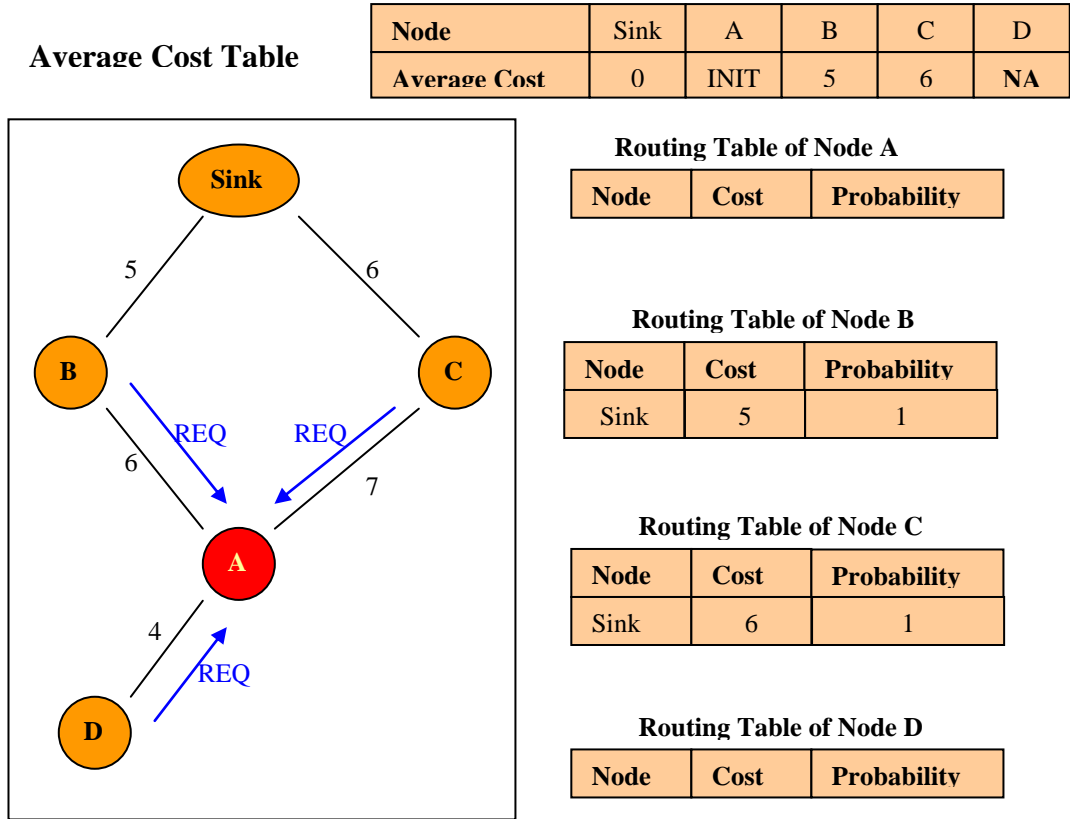 Average Cost Table
Node Sink A B C D
Average Cost 0 INIT 5 6 NA
Sink
5
6
B
C
REQ
REQ
6
7
A
4
REQ
D
Routing Table of Node A
Node Cost Probability
Routing Table of Node B
Node Cost Probability
Sink 5 1
Routing Table of Node C
Node Cost Probability
Sink 6 1
Routing Table of Node D
Node Cost Probability